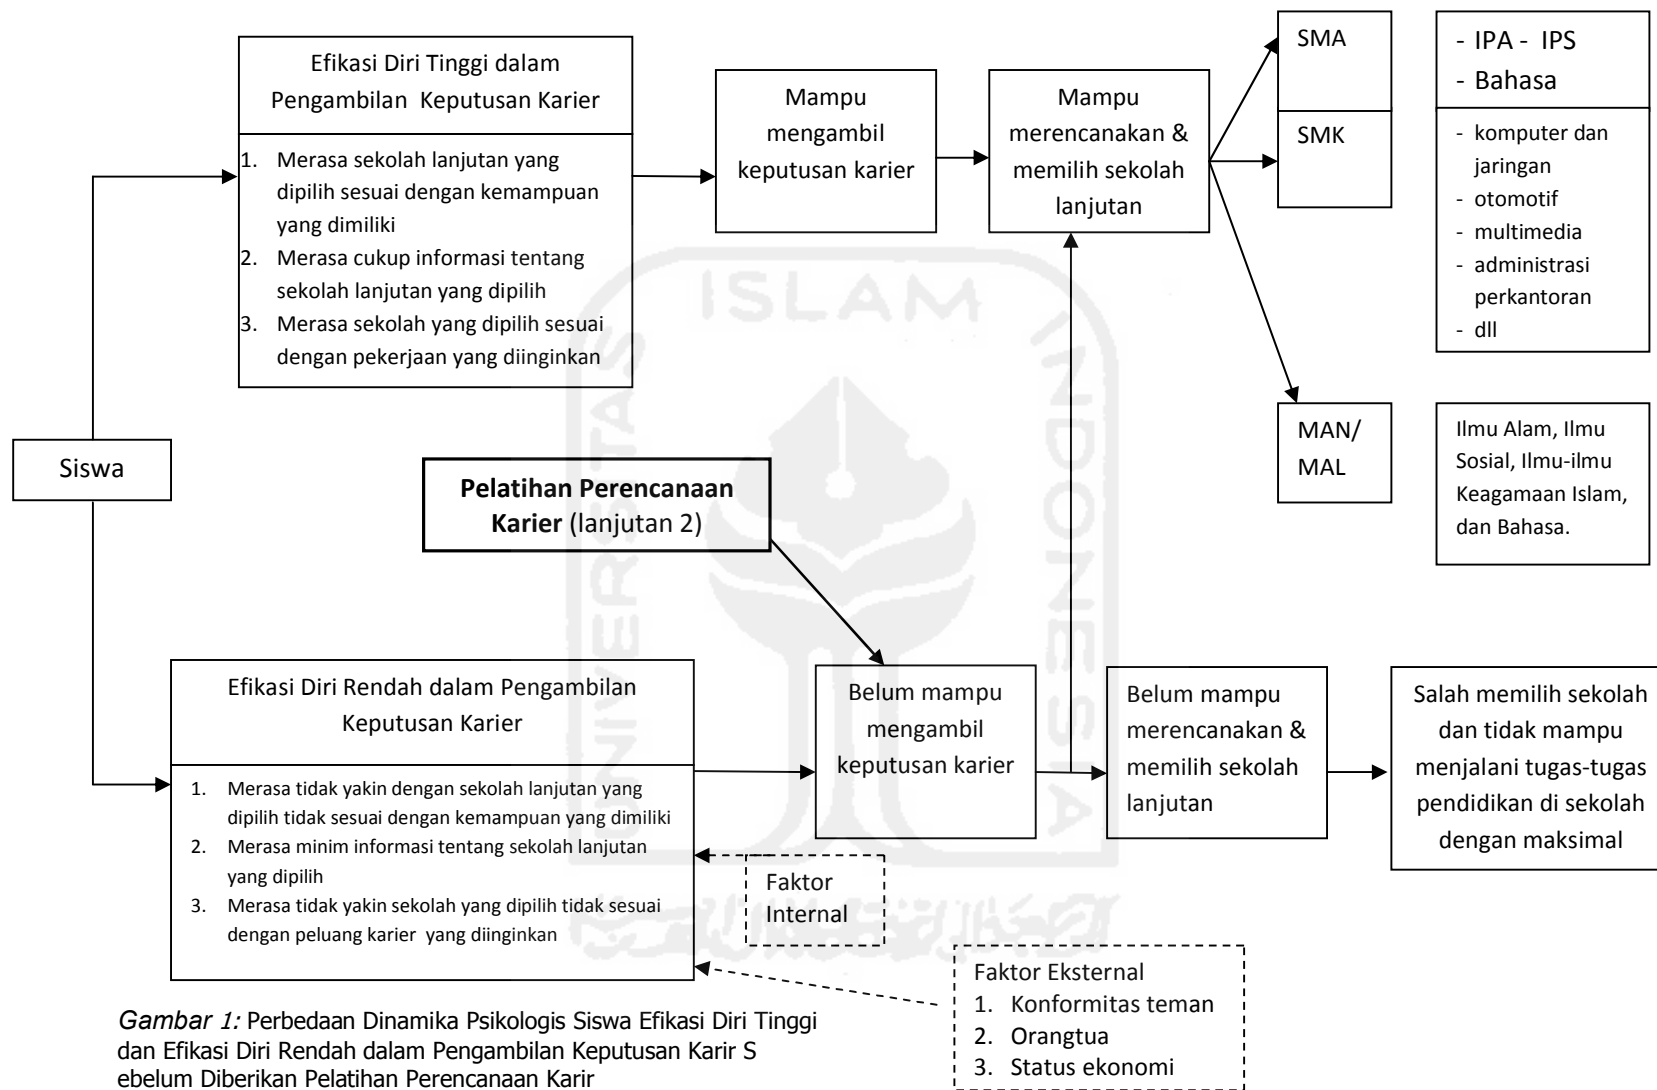 Efikasi Diri Tinggi dalam
Pengambilan Keputusan Karier
1. Merasa sekolah lanjutan yang
dipilih sesuai dengan kemampuan
yang dimiliki
2. Merasa cukup informasi tentang
sekolah lanjutan yang dipilih
3. Merasa sekolah yang dipilih sesuai
dengan pekerjaan yang diinginkan
Mampu
mengambil
keputusan karier
Mampu
merencanakan &
memilih sekolah
lanjutan
SMA
SMK
- IPA - IPS
- Bahasa
- komputer dan
jaringan
- otomotif
- multimedia
- administrasi
perkantoran
- dll
MAN/
MAL
Ilmu Alam, Ilmu
Sosial, Ilmu-ilmu
Keagamaan Islam,
dan Bahasa.
Siswa
Pelatihan Perencanaan
Karier (lanjutan 2)
Efikasi Diri Rendah dalam Pengambilan
Keputusan Karier
1. Merasa tidak yakin dengan sekolah lanjutan yang
dipilih tidak sesuai dengan kemampuan yang dimiliki
2. Merasa minim informasi tentang sekolah lanjutan
yang dipilih
3. Merasa tidak yakin sekolah yang dipilih tidak sesuai
dengan peluang karier yang diinginkan
Belum mampu
mengambil
keputusan karier
Belum mampu
merencanakan &
memilih sekolah
lanjutan
Salah memilih sekolah
dan tidak mampu
menjalani tugas-tugas
pendidikan di sekolah
dengan maksimal
Faktor
Internal
Faktor Eksternal
1. Konformitas teman
2. Orangtua
3. Status ekonomi
Gambar 1: Perbedaan Dinamika Psikologis Siswa Efikasi Diri Tinggi
dan Efikasi Diri Rendah dalam Pengambilan Keputusan Karir S
ebelum Diberikan Pelatihan Perencanaan Karir
UNIVERSITAS
ISLAM
INDONESIA